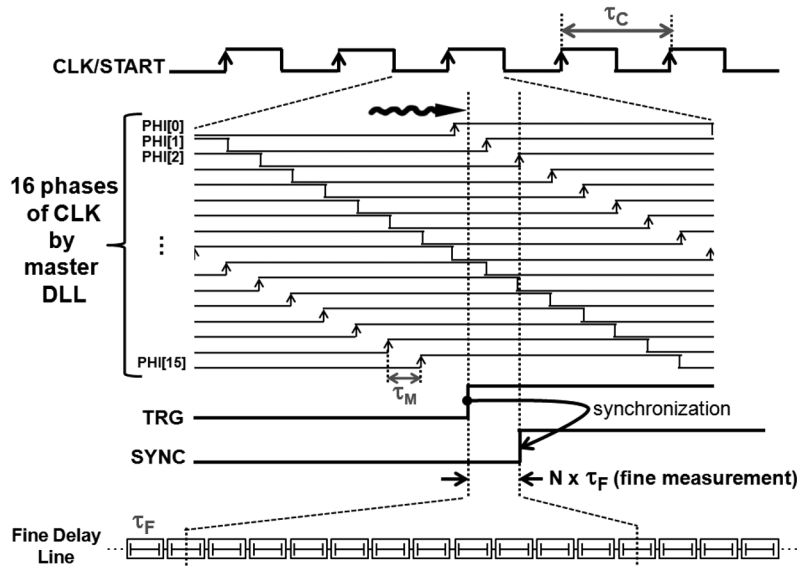 τC
CLK/START
PHI[0]
PHI[1]
PHI[2]
16 phases
of CLK
by
master
DLL
...
PHI[15]
τM
TRG
synchronization
SYNC
N x τF (fine measurement)
τF
Fine Delay
Line